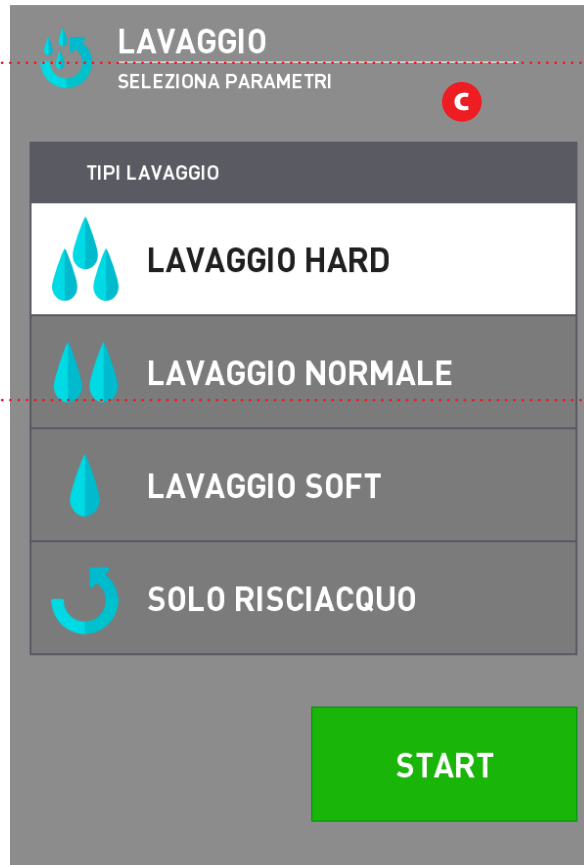 LAVAGGIO
SELEZIONA PARAMETRI
C
TIPI LAVAGGIO
LAVAGGIO HARD
LAVAGGIO NORMALE
LAVAGGIO SOFT
SOLO RISCIACQUO
START